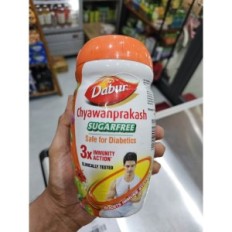 Dabur
Chyawanprakash
SUGARFREE
Safe for Diabetics
3x IMMUNITY
ACTION*
CLINICALLY TESTED